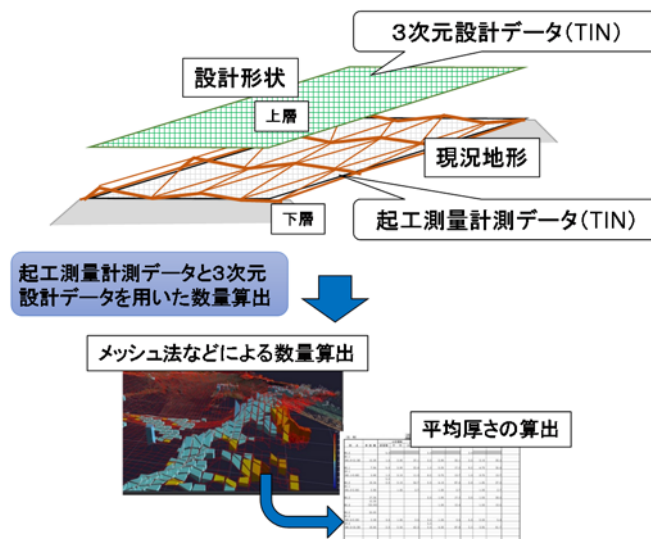 3次元設計データ(TIN)
設計形状
上層
現況地形
下層
起工測量計測データ(TIN)
起工測量計測データと3次元
設計データを用いた数量算出
メッシュ法などによる数量算出
平均厚さの算出